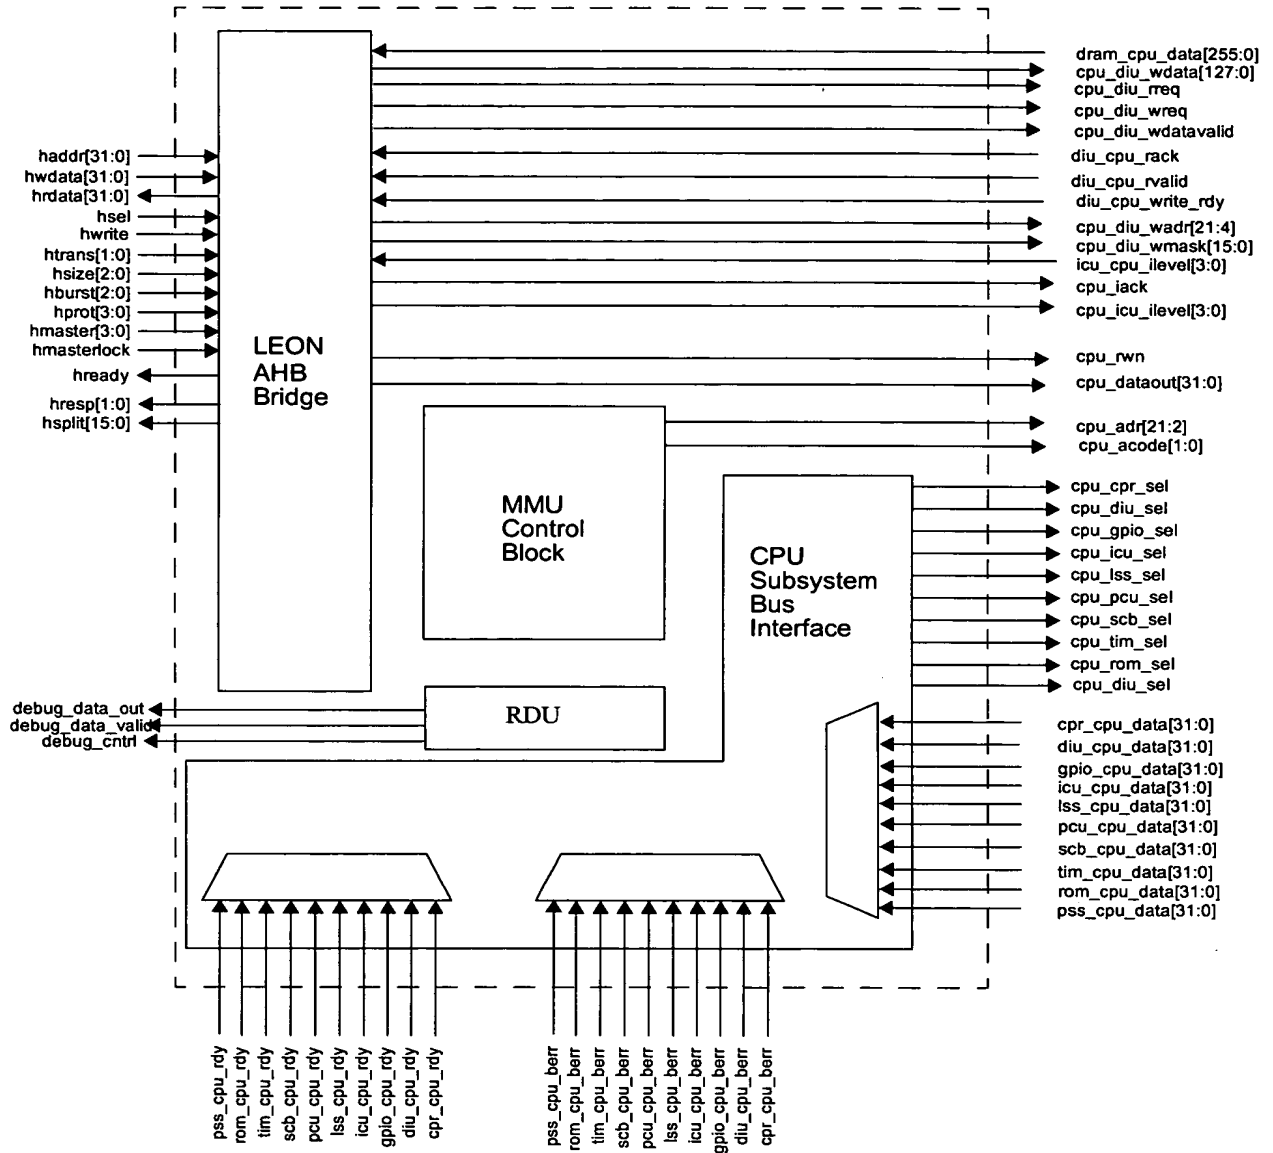 dram_cpu_data[255:0]
cpu_diu_wdata[127:0]
cpu_diu_rreq
cpu_diu_wreq
cpu_diu_wdatavalid
diu_cpu_rack
diu_cpu_rvalid
diu_cpu_write_rdy
cpu_diu_wadr[21:4]
cpu_diu_wmask[15:0]
icu_cpu_ilevel[3:0]
cpu_iack
cpu_icu_ilevel[3:0]
cpu_rwn
cpu_dataout[31:0]
cpu_adr[21:2]
cpu_acode[1:0]
haddr[31:0]
hwdata[31:0]
hrdata[31:0]
hsel
hwrite
htrans[1:0]
hsize[2:0]
hburst[2:0]
hprot[3:0]
hmaster[3:0]
hmasterlock
hready
hresp[1:0]
hsplit[15:0]
LEON
AHB
Bridge
MMU
Control
Block
CPU
Subsystem
Bus
Interface
cpu_cpr_sel
cpu_diu_sel
cpu_gpio_sel
cpu_icu_sel
cpu_lss_sel
cpu_pcu_sel
cpu_scb_sel
cpu_tim_sel
cpu_rom_sel
cpu_diu_sel
debug_data_out
debug_data_valid
debug_cntrl
RDU
cpr_cpu_data[31:0]
diu_cpu_data[31:0]
gpio_cpu_data[31:0]
icu_cpu_data[31:0]
lss_cpu_data[31:0]
pcu_cpu_data[31:0]
scb_cpu_data[31:0]
tim_cpu_data[31:0]
rom_cpu_data[31:0]
pss_cpu_data[31:0]
pss_cpu_rdy
rom_cpu_rdy
tim_cpu_rdy
scb_cpu_rdy
pcu_cpu_rdy
lss_cpu_rdy
icu_cpu_rdy
gpio_cpu_rdy
diu_cpu_rdy
cpr_cpu_rdy
pss_cpu_berr
rom_cpu_berr
tim_cpu_berr
scb_cpu_berr
pcu_cpu_berr
lss_cpu_berr
icu_cpu_berr
gpio_cpu_berr
diu_cpu_berr
cpr_cpu_berr